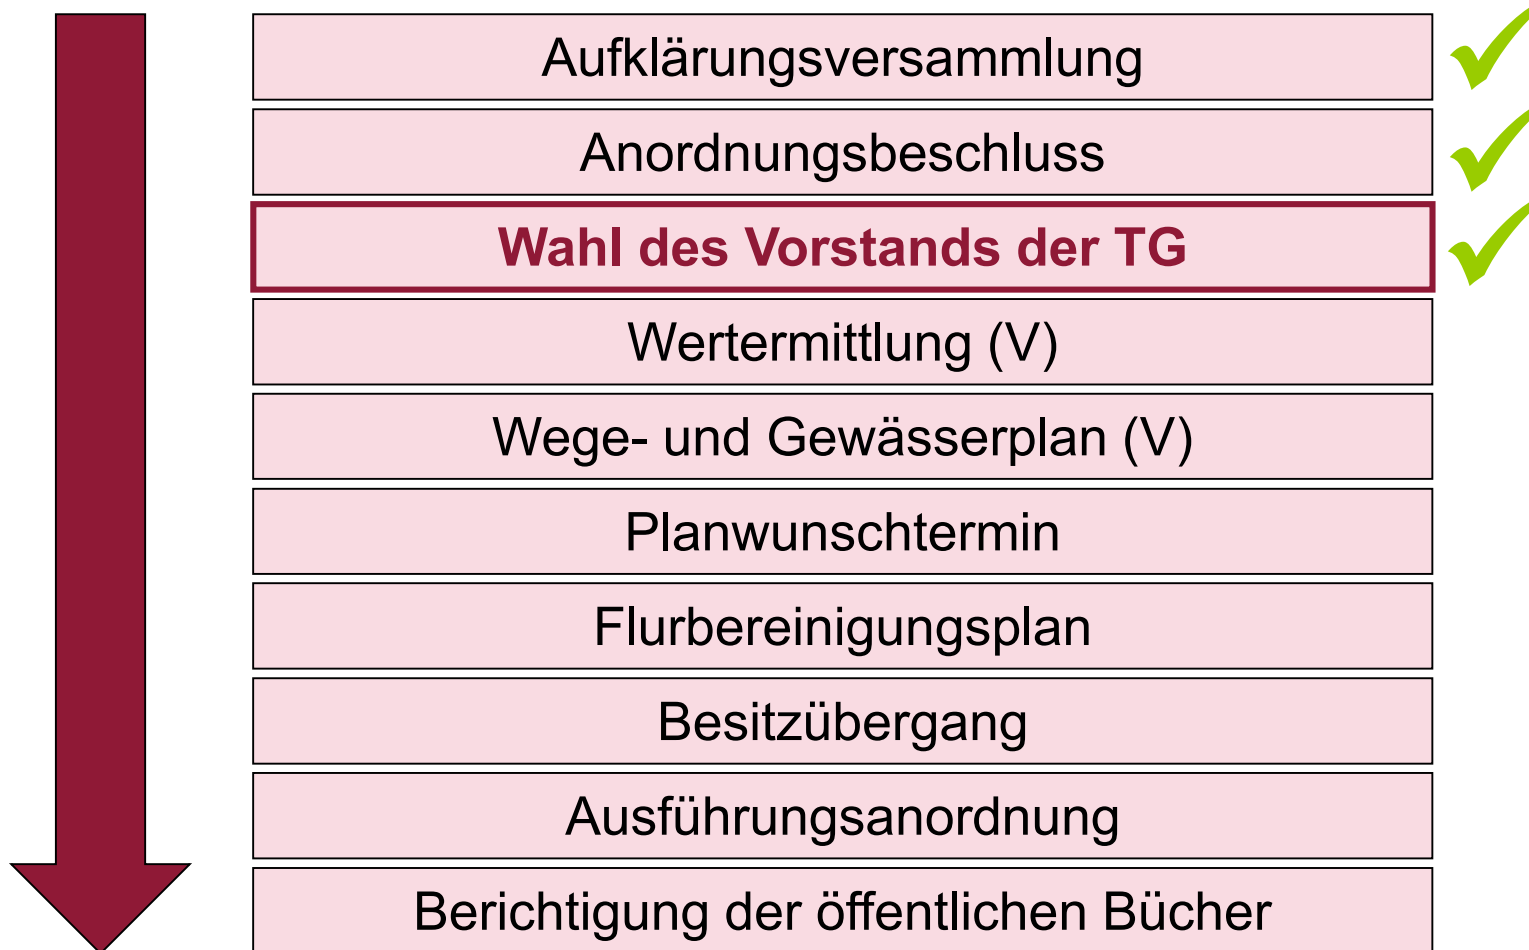 Aufklärungsversammlung
Anordnungsbeschluss
Wahl des Vorstands der TG
Wertermittlung (V)
Wege- und Gewässerplan (V)
Planwunschtermin
Flurbereinigungsplan
Besitzübergang
Ausführungsanordnung
Berichtigung der öffentlichen Bücher